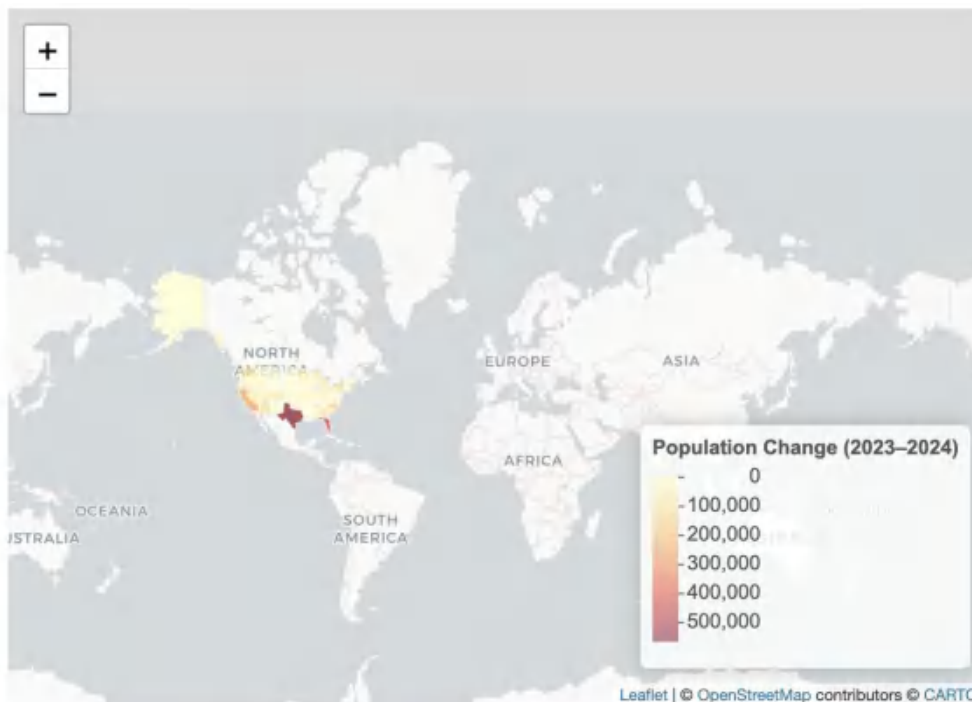 +
−
NORTH
AMERICA
EUROPE
ASIA
AFRICA
OCEANIA
USTRALIA
SOUTH
AMERICA
Population Change (2023–2024)
0
100,000
200,000
300,000
400,000
500,000
Leaflet | © OpenStreetMap contributors © CARTO